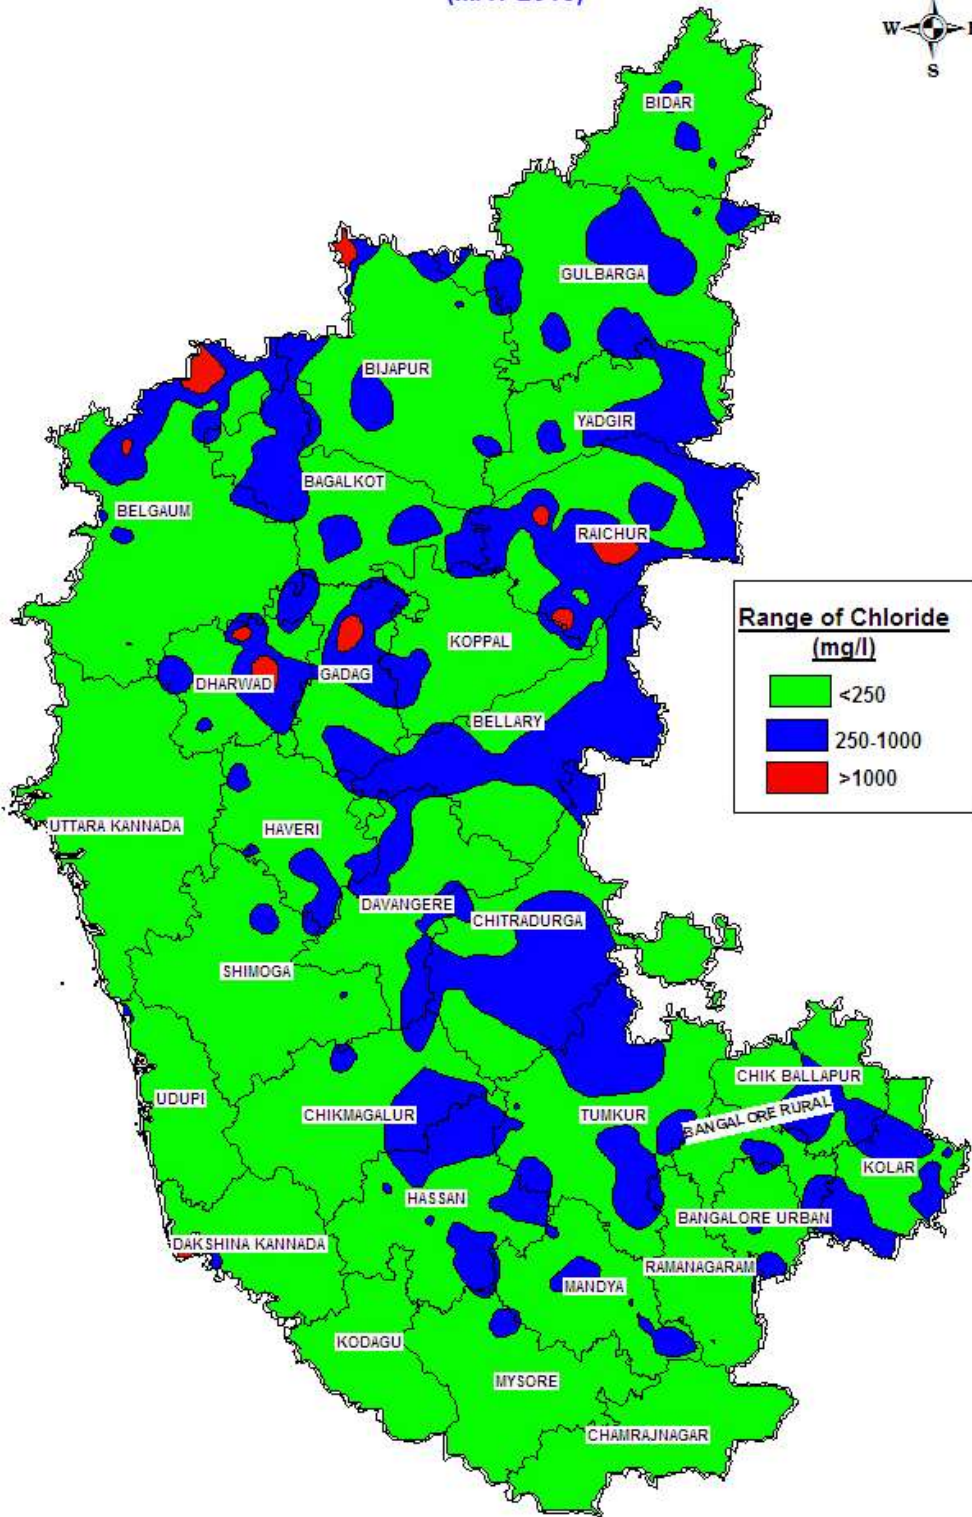 W
S
BIDAR
GULBARGA
BIJAPUR
YADGIR
BAGALKOT
BELGAUM
RAICHUR
Range of Chloride
(mg/l)
<250
250-1000
>1000
KOPPAL
GADAG
DHARWAD
BELLARY
UTTARA KANNADA
HAVERI
DAVANGERE
CHITRADURGA
SHIMOGA
CHIK BALLAPUR
UDUPI
CHIKMAGALUR
TUMKUR
BANGALORE RURAL
KOLAR
HASSAN
BANGALORE URBAN
DAKSHINA KANNADA
RAMANAGARAM
MANDYA
KODAGU
MYSORE
CHAMRAJNAGAR